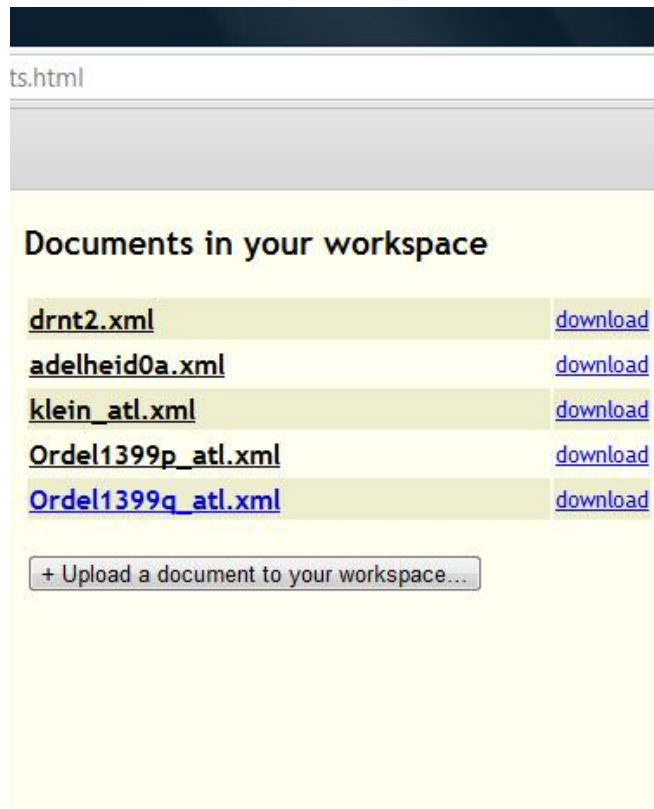 ts.html
Documents in your workspace
drnt2.xml download
adelheid0a.xml download
klein_atl.xml download
Ordel1399p_atl.xml download
Ordel1399q_atl.xml download
+ Upload a document to your workspace...